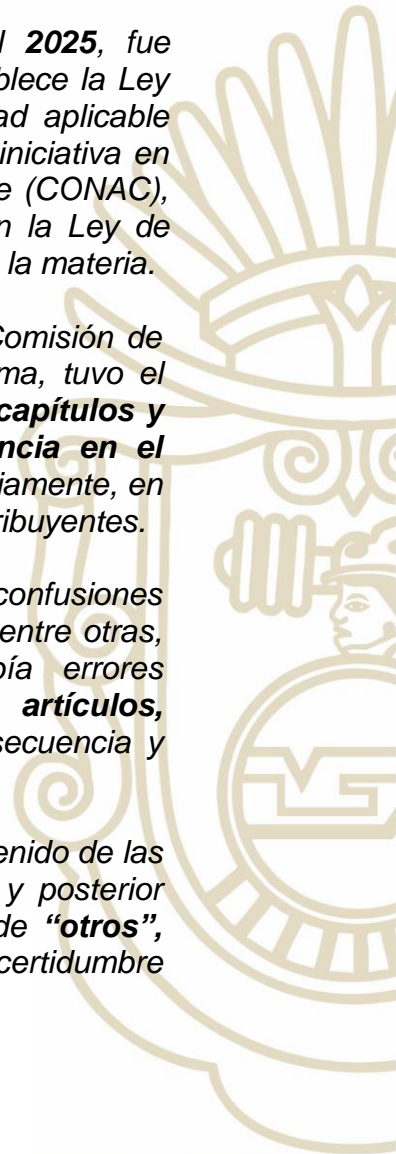 l 2025, fue
blece la Ley
ad aplicable
iniciativa en
e (CONAC),
n la Ley de
la materia.
Comisión de
ma, tuvo el
capítulos y
ncia en el
iamente, en
ribuyentes.
confusiones
entre otras,
bía errores
artículos,
secuencia y
enido de las
y posterior
de “otros”,
certidumbre